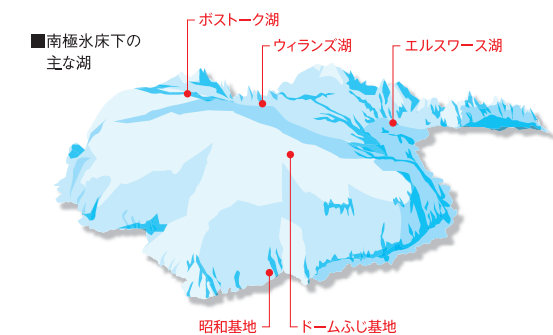 ■南極氷床下の
主な湖
ボストーク湖
ウィランズ湖
エルスワース湖
昭和基地
ドームふじ基地